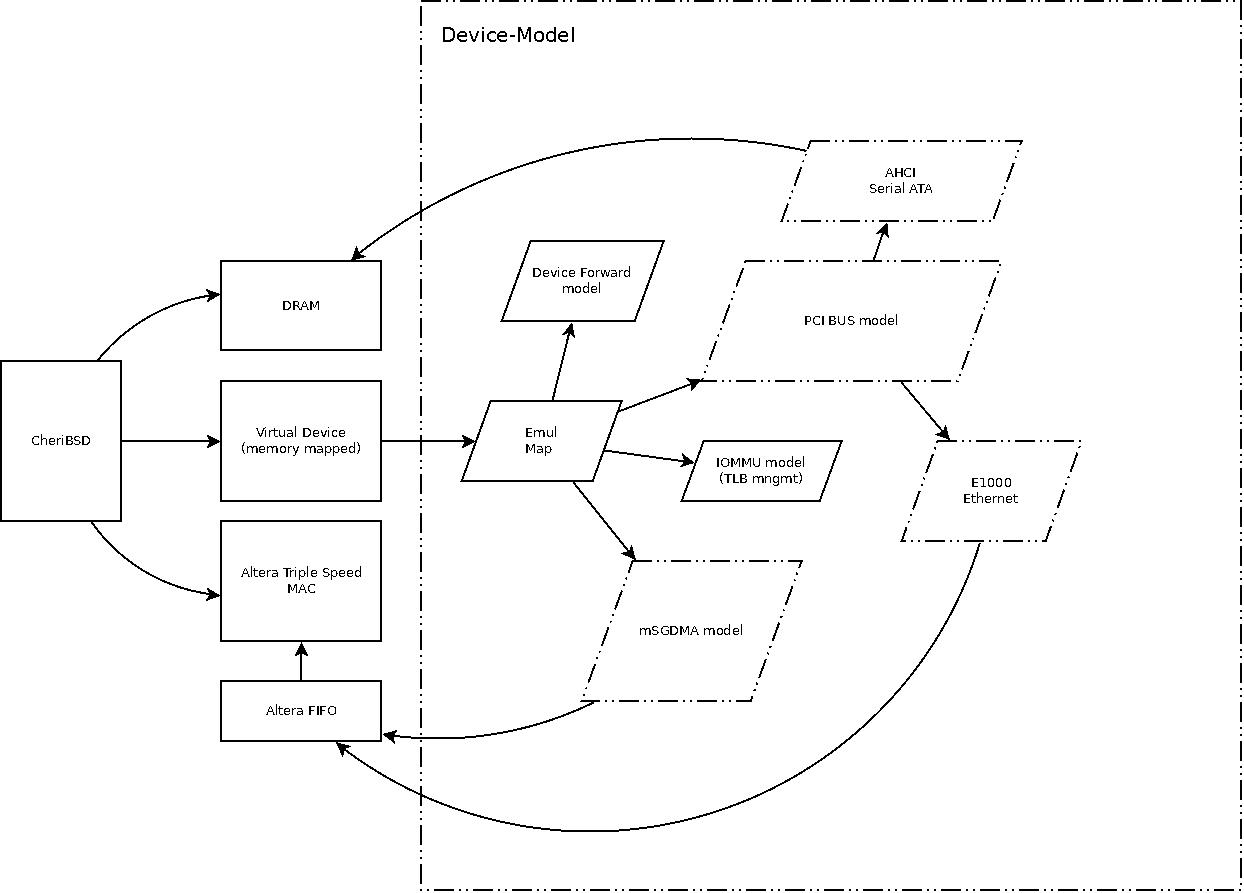 Device-Model
AHCI
Serial ATA
Device Forward
model
DRAM
PCI BUS model
CheriBSD
Virtual Device
(memory mapped)
Emul
Map
IOMMU model
(TLB mngmt)
E1000
Ethernet
Altera Triple Speed
MAC
mSGDMA model
Altera FIFO